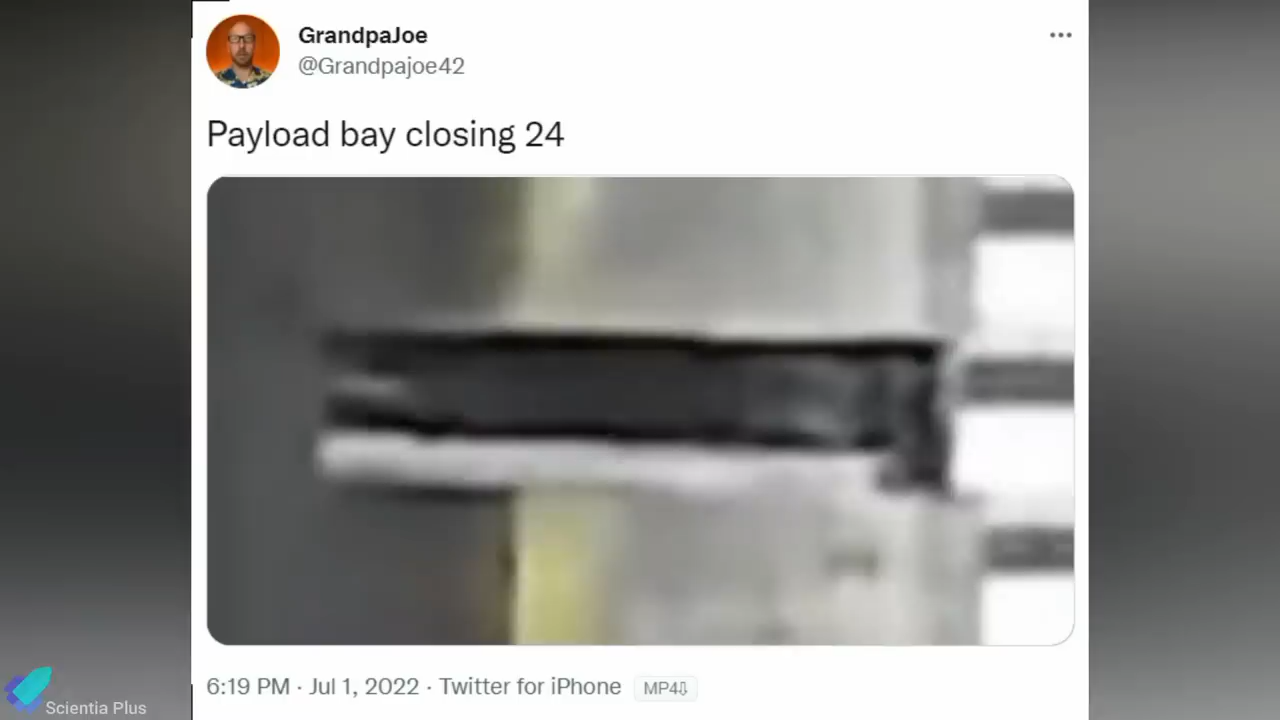 GrandpaJoe
@Grandpajoe42
Payload bay closing 24
6:19 PM · Jul 1, 2022 · Twitter for iPhone MP4⇩
Scientia Plus